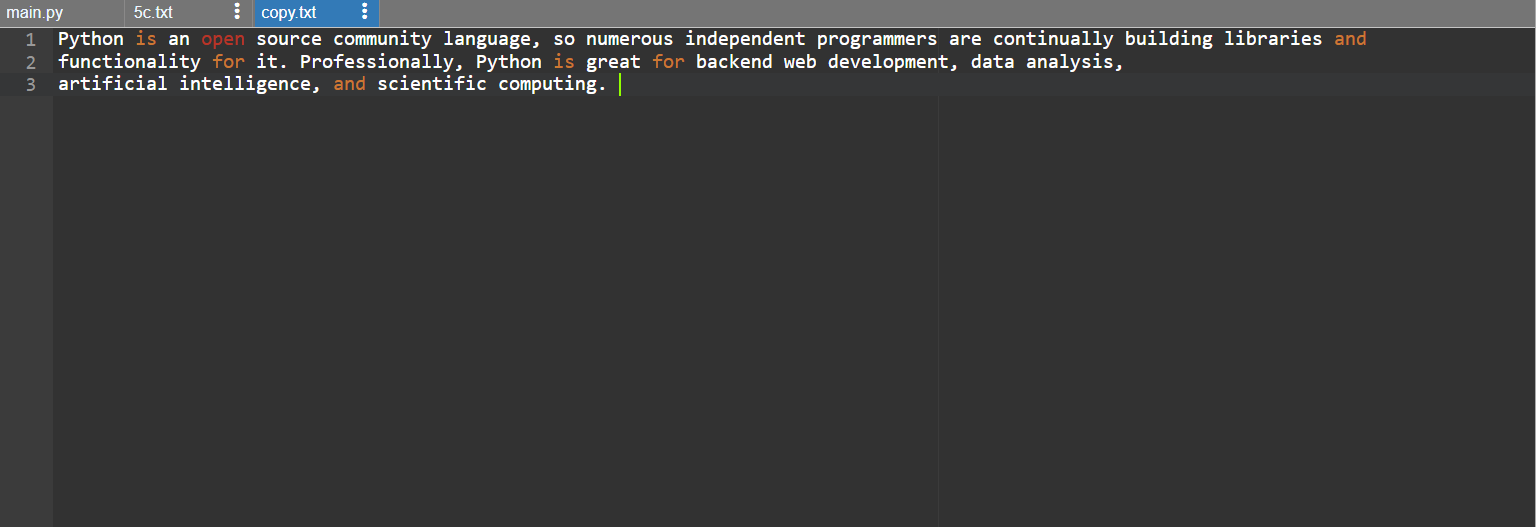 main.py 5c.txt copy.txt
1 Python is an open source community language, so numerous independent programmers are continually building libraries and
2 functionality for it. Professionally, Python is great for backend web development, data analysis,
3 artificial intelligence, and scientific computing.